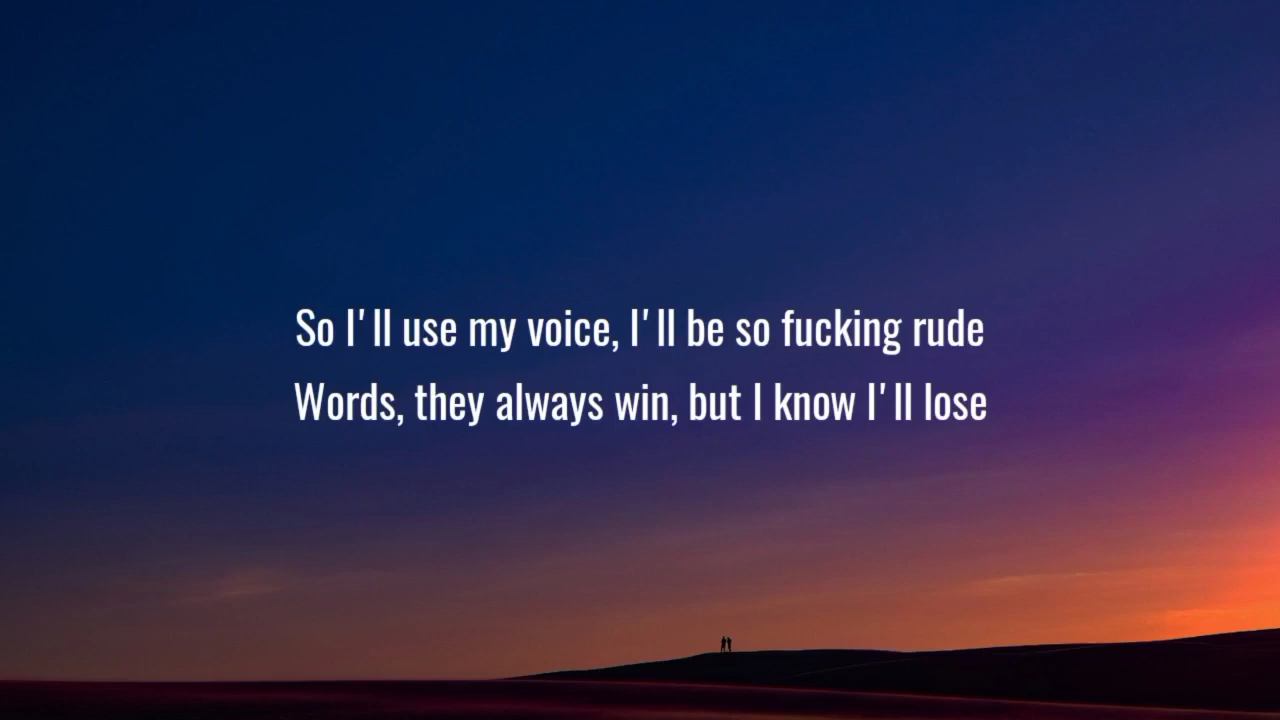 So I'll use my voice, I'll be so fucking rude
Words, they always win, but I know I'll lose